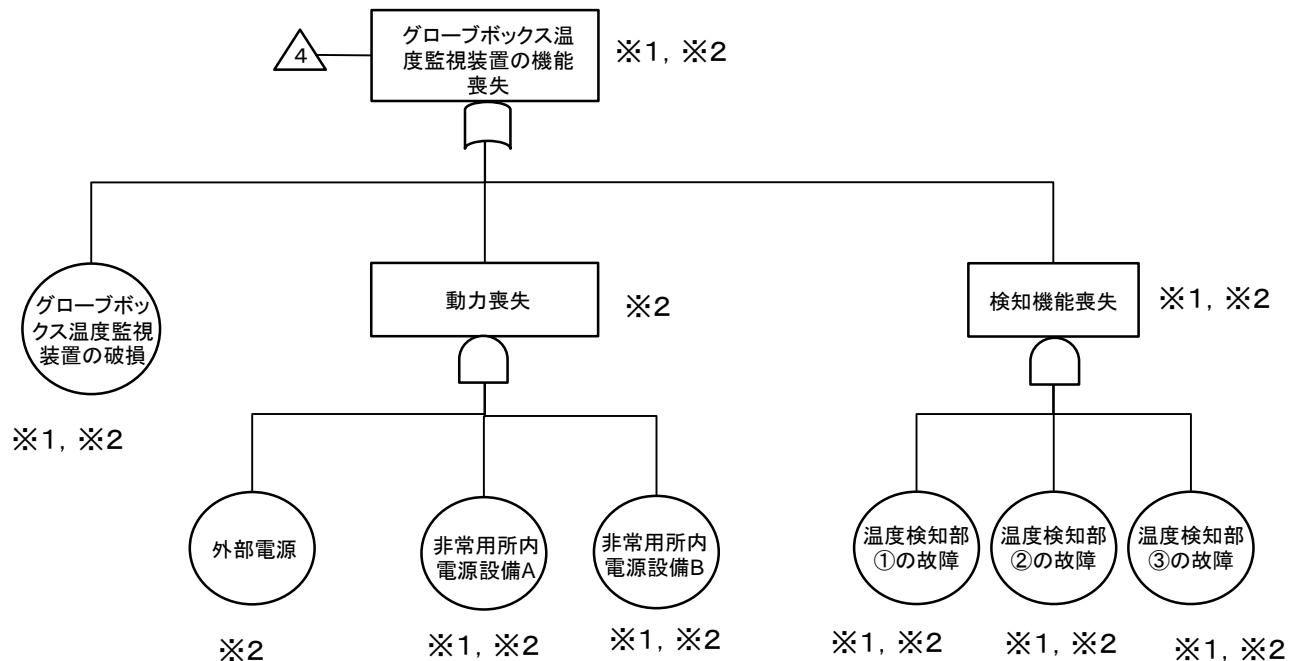 4
グローブボックス温
度監視装置の機能
喪失
※1，※2
グローブボッ
クス温度監視
装置の破損
※1，※2
動力喪失
※2
検知機能喪失
※1，※2
外部電源
※2
非常用所内
電源設備A
※1，※2
非常用所内
電源設備B
※1，※2
温度検知部
①の故障
※1，※2
温度検知部
②の故障
※1，※2
温度検知部
③の故障
※1，※2